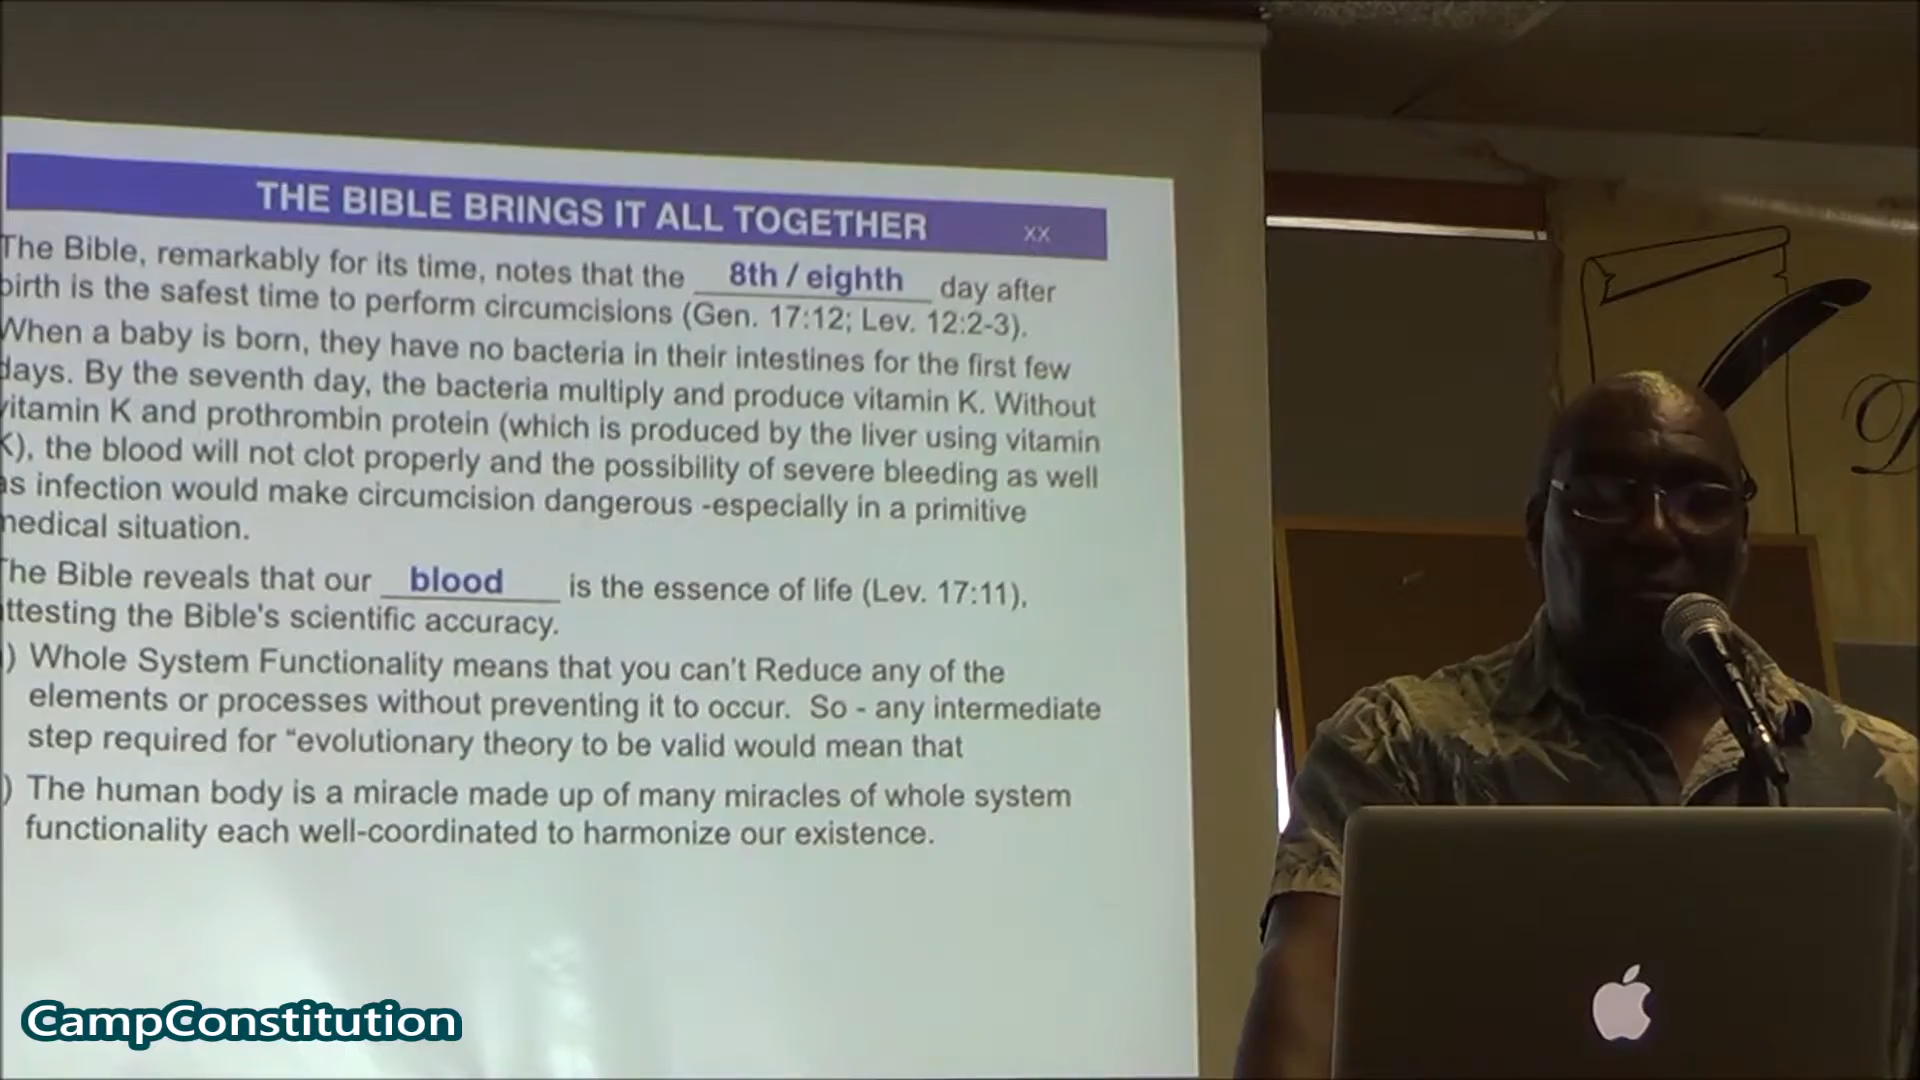 THE BIBLE BRINGS IT ALL TOGETHER XX
The Bible, remarkably for its time, notes that the 8th / eighth day after
birth is the safest time to perform circumcisions (Gen. 17:12; Lev. 12:2-3).
When a baby is born, they have no bacteria in their intestines for the first few
days. By the seventh day, the bacteria multiply and produce vitamin K. Without
vitamin K and prothrombin protein (which is produced by the liver using vitamin
K), the blood will not clot properly and the possibility of severe bleeding as well
as infection would make circumcision dangerous -especially in a primitive
medical situation.
The Bible reveals that our blood is the essence of life (Lev. 17:11),
attesting the Bible's scientific accuracy.
) Whole System Functionality means that you can't Reduce any of the
elements or processes without preventing it to occur. So - any intermediate
step required for “evolutionary theory to be valid would mean that
) The human body is a miracle made up of many miracles of whole system
functionality each well-coordinated to harmonize our existence.
CampConstitution